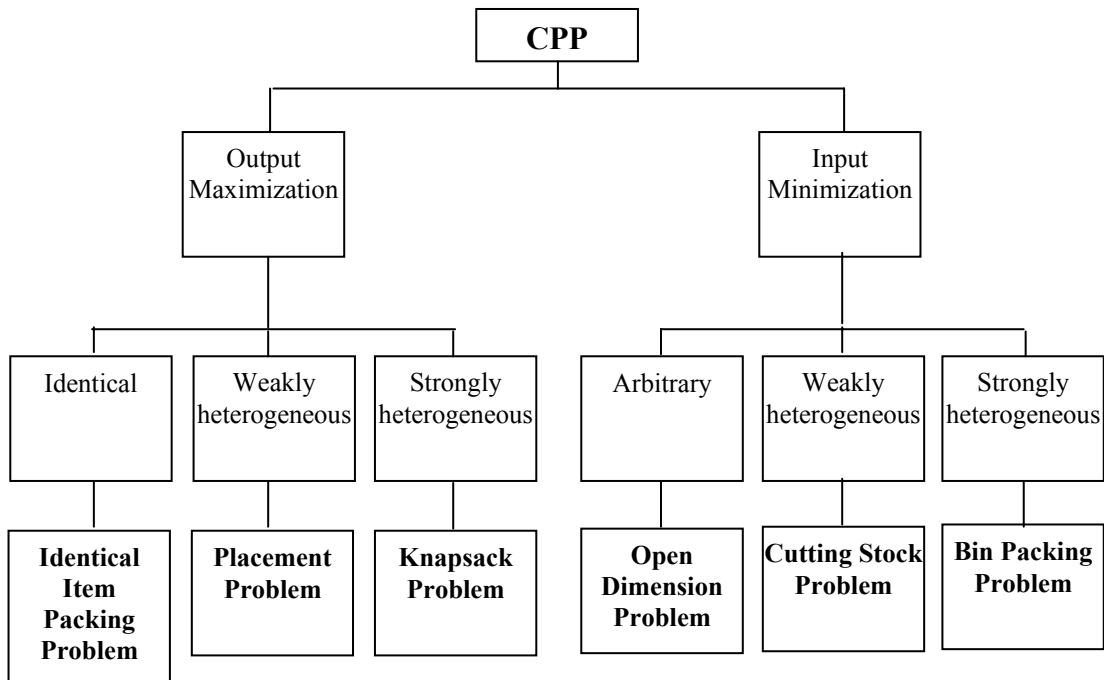 CPP
Output
Maximization
Input
Minimization
Identical
Weakly
heterogeneous
Strongly
heterogeneous
Arbitrary
Weakly
heterogeneous
Strongly
heterogeneous
Identical
Item
Packing
Problem
Placement
Problem
Knapsack
Problem
Open
Dimension
Problem
Cutting Stock
Problem
Bin Packing
Problem